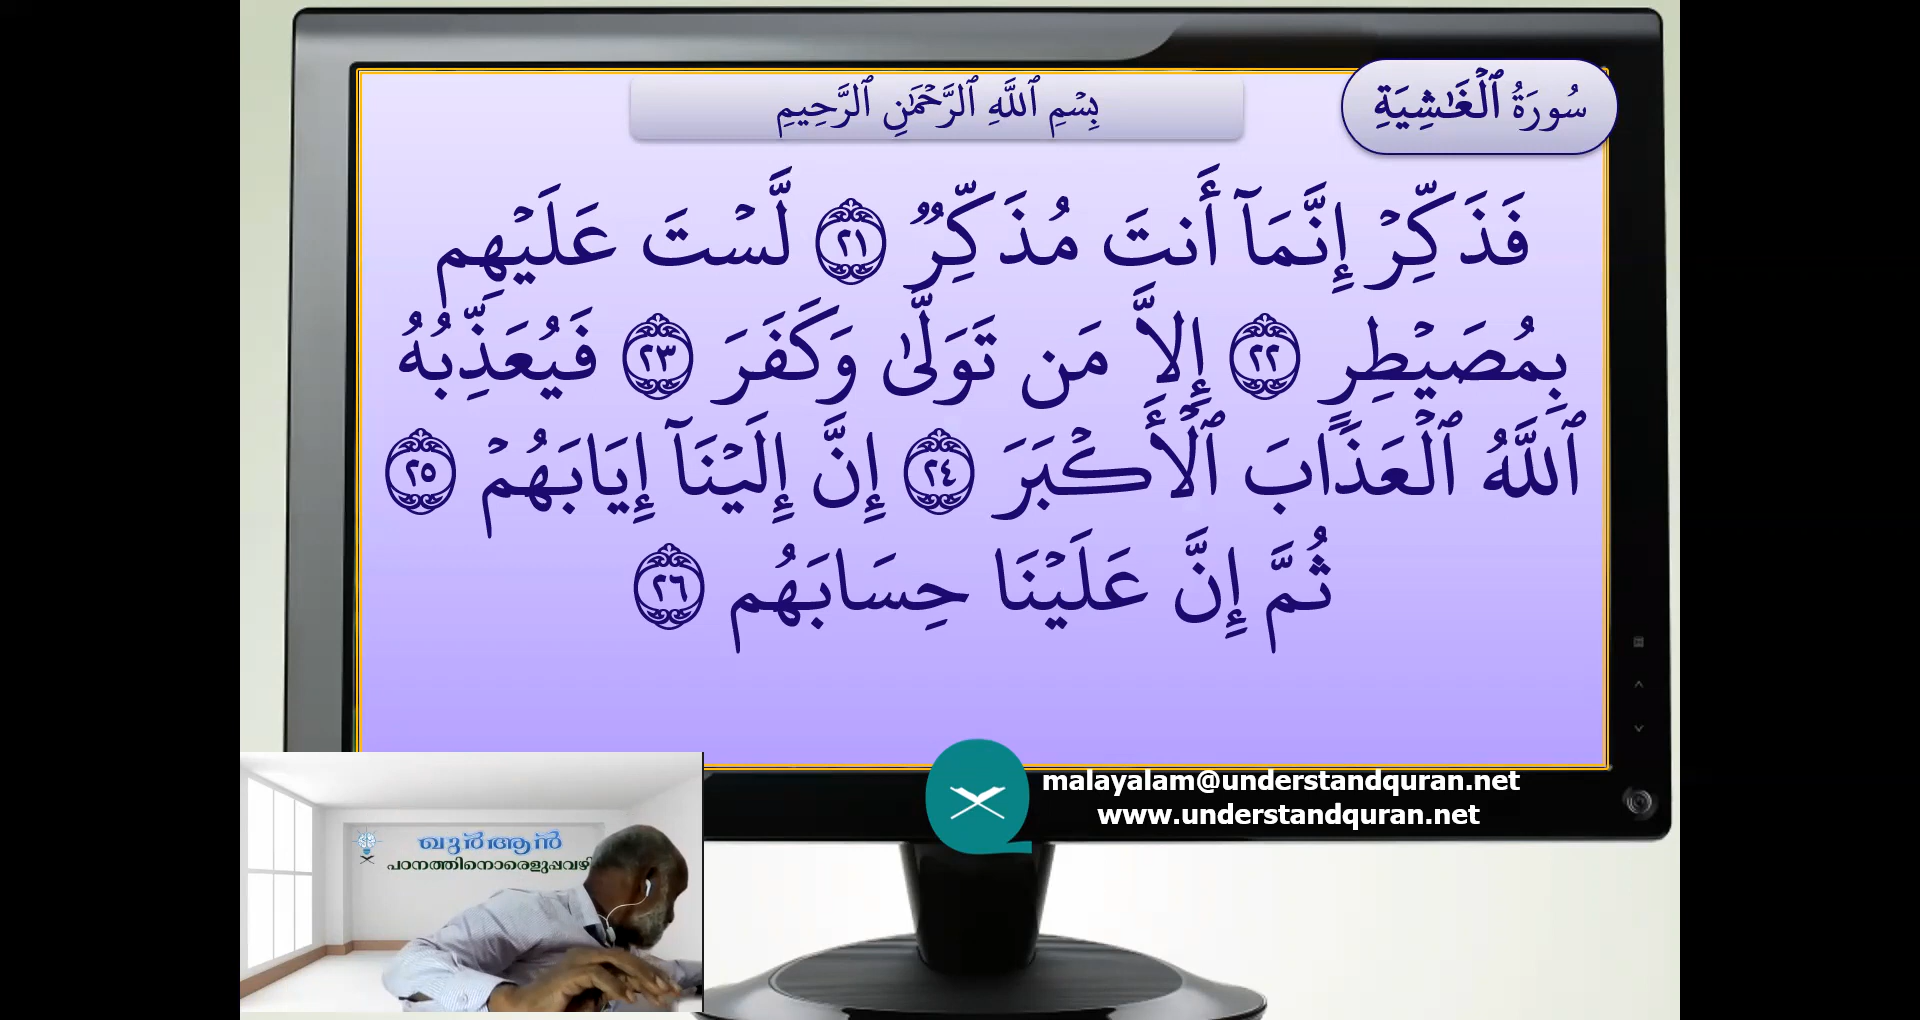 سُورَةُ ٱلْغَـٰشِيَةِ
بِسْمِ ٱللَّهِ ٱلرَّحْمَـٰنِ ٱلرَّحِيمِ
فَذَكِّرْ إِنَّمَآ أَنتَ مُذَكِّرٌ ٢١ لَّسْتَ عَلَيْهِم
بِمُصَيْطِرٍ ٢٢ إِلاَّ مَن تَوَلَّىٰ وَكَفَرَ ٢٣ فَيُعَذِّبُهُ
ٱللَّهُ ٱلْعَذَابَ ٱلْأَكْبَرَ ٢٤ إِنَّ إِلَيْنَآ إِيَابَهُمْ ٢٥
ثُمَّ إِنَّ عَلَيْنَا حِسَابَهُم ٢٦
malayalam@understandquran.net
www.understandquran.net
ഖുർആൻ
പഠനത്തിനൊരെളുപ്പവഴി